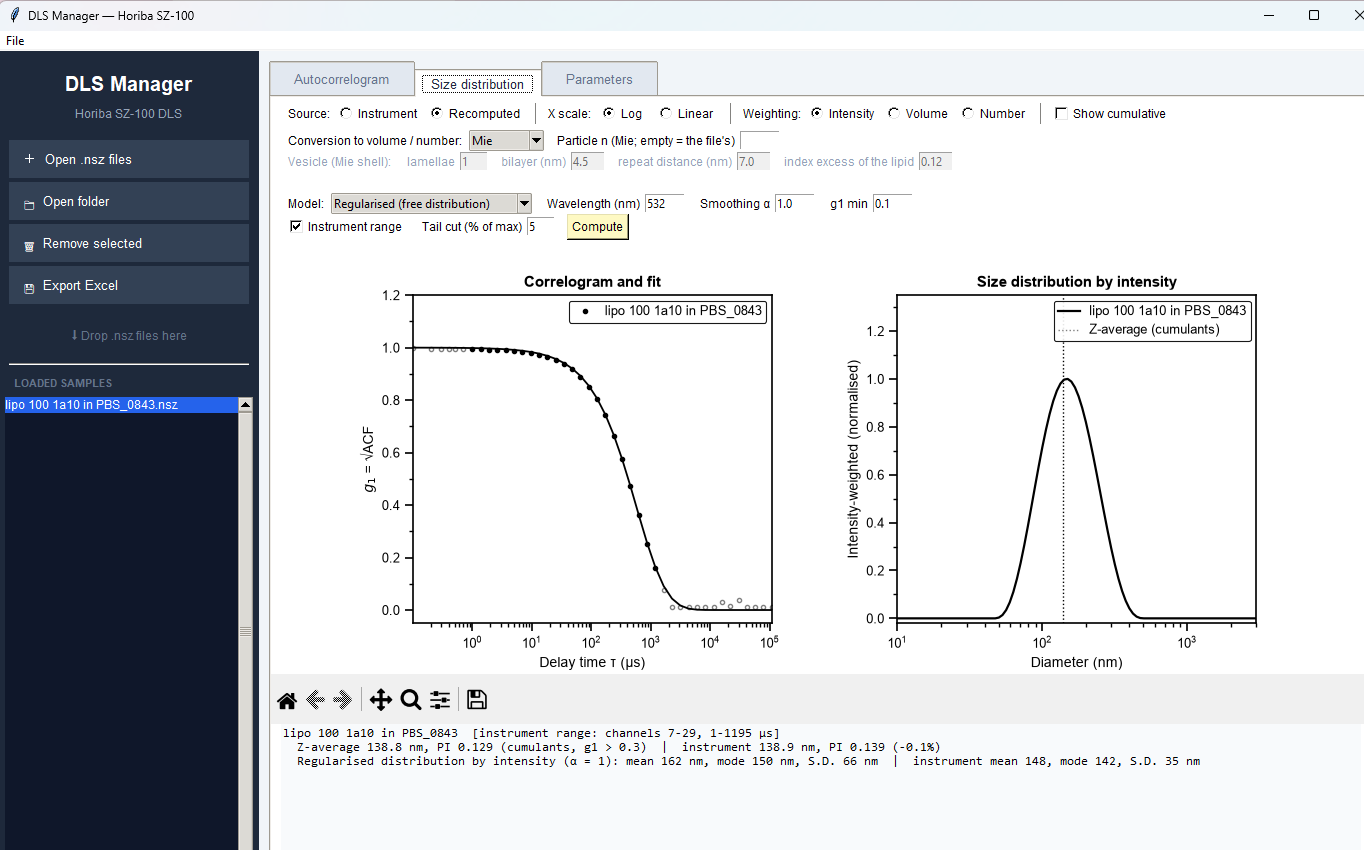 DLS Manager — Horiba SZ-100
File
DLS Manager
Horiba SZ-100 DLS
+ Open .nsz files
Open folder
Remove selected
Export Excel
⬇ Drop .nsz files here
LOADED SAMPLES
lipo 100 1a10 in PBS_0843.nsz
Autocorrelogram
Size distribution
Parameters
Source: Instrument Recomputed X scale: Log Linear Weighting: Intensity Volume Number Show cumulative
Conversion to volume / number: Mie Particle n (Mie; empty = the file's)
Vesicle (Mie shell): lamellae 1 bilayer (nm) 4.5 repeat distance (nm) 7.0 index excess of the lipid 0.12
Model: Regularised (free distribution) Wavelength (nm) 532 Smoothing α 1.0 g1 min 0.1
Instrument range Tail cut (% of max) 5 Compute
Correlogram and fit
lipo 100 1a10 in PBS_0843
1.2
1.0
0.8
0.6
0.4
0.2
0.0
g₁ = √ACF
10⁰ 10¹ 10² 10³ 10⁴ 10⁵
Delay time τ (µs)
Size distribution by intensity
lipo 100 1a10 in PBS_0843
Z-average (cumulants)
1.2
1.0
0.8
0.6
0.4
0.2
0.0
Intensity-weighted (normalised)
10¹ 10² 10³
Diameter (nm)
lipo 100 1a10 in PBS_0843 [instrument range: channels 7-29, 1-1195 µs]
Z-average 138.8 nm, PI 0.129 (cumulants, g1 > 0.3) | instrument 138.9 nm, PI 0.139 (-0.1%)
Regularised distribution by intensity (α = 1): mean 162 nm, mode 150 nm, S.D. 66 nm | instrument mean 148, mode 142, S.D. 35 nm